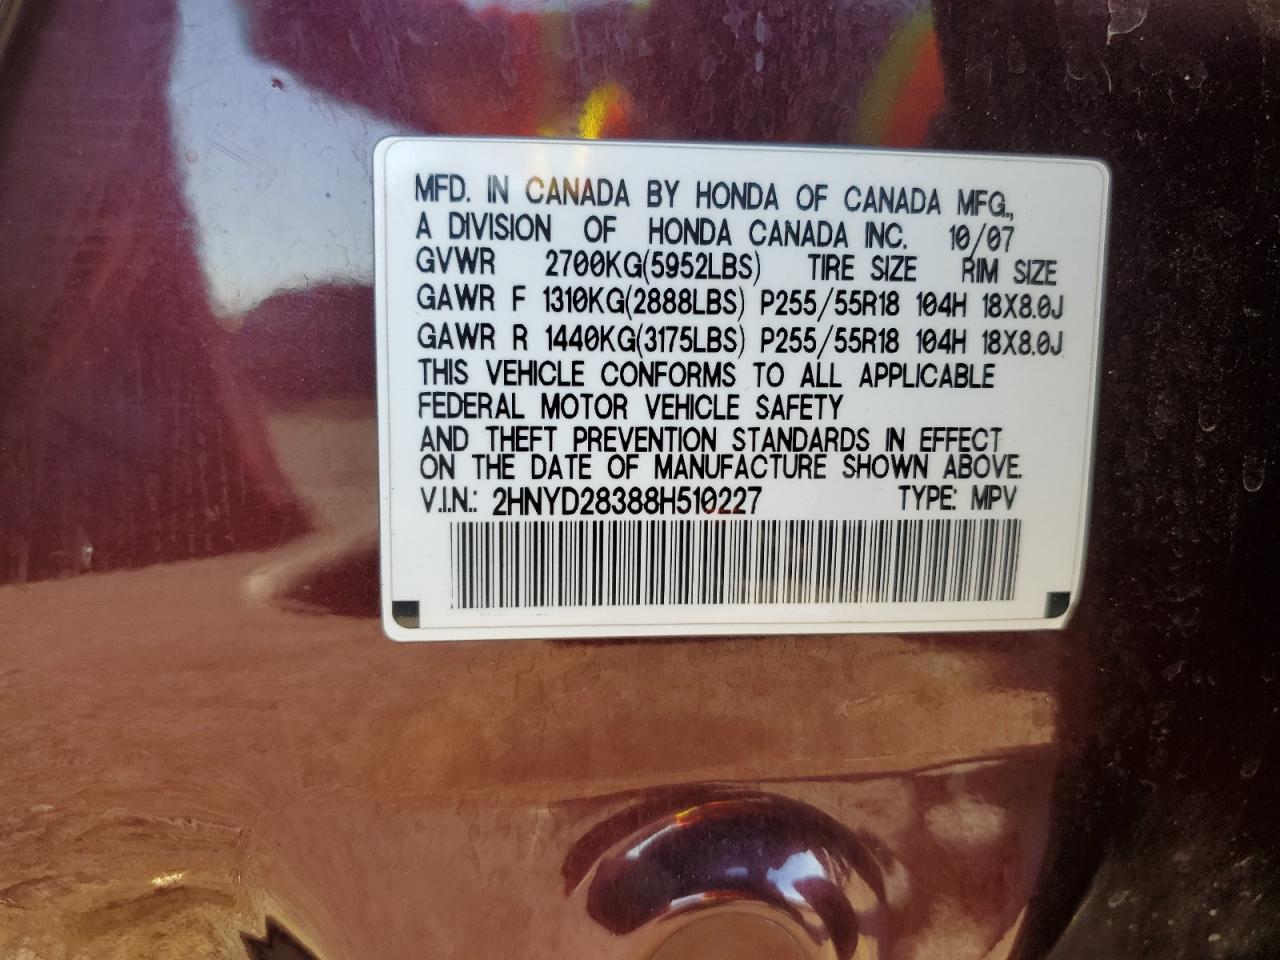 MFD. IN CANADA BY HONDA OF CANADA MFG.,
A DIVISION OF HONDA CANADA INC. 10/07
GVWR 2700KG(5952LBS) TIRE SIZE RIM SIZE
GAWR F 1310KG(2888LBS) P255/55R18 104H 18X8.0J
GAWR R 1440KG(3175LBS) P255/55R18 104H 18X8.0J
THIS VEHICLE CONFORMS TO ALL APPLICABLE
FEDERAL MOTOR VEHICLE SAFETY
AND THEFT PREVENTION STANDARDS IN EFFECT
ON THE DATE OF MANUFACTURE SHOWN ABOVE.
V.I.N.: 2HNYD28388H510227 TYPE: MPV